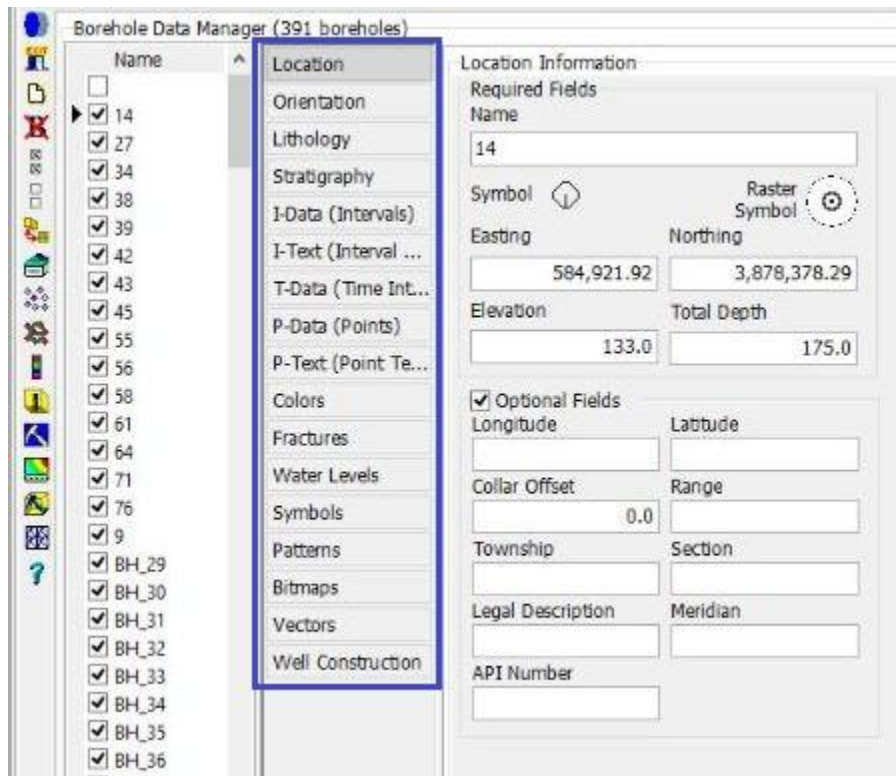 Borehole Data Manager (391 boreholes)
Name
14
27
34
38
39
42
43
45
55
56
58
61
64
71
76
9
BH_29
BH_30
BH_31
BH_32
BH_33
BH_34
BH_35
BH_36
Location
Orientation
Lithology
Stratigraphy
I-Data (Intervals)
I-Text (Interval ...
T-Data (Time Int...
P-Data (Points)
P-Text (Point Te...
Colors
Fractures
Water Levels
Symbols
Patterns
Bitmaps
Vectors
Well Construction
Location Information
Required Fields
Name
14
Symbol
Raster
Symbol
Easting Northing
584,921.92 3,878,378.29
Elevation Total Depth
133.0 175.0
Optional Fields
Longitude Latitude
Collar Offset Range
0.0
Township Section
Legal Description Meridian
API Number